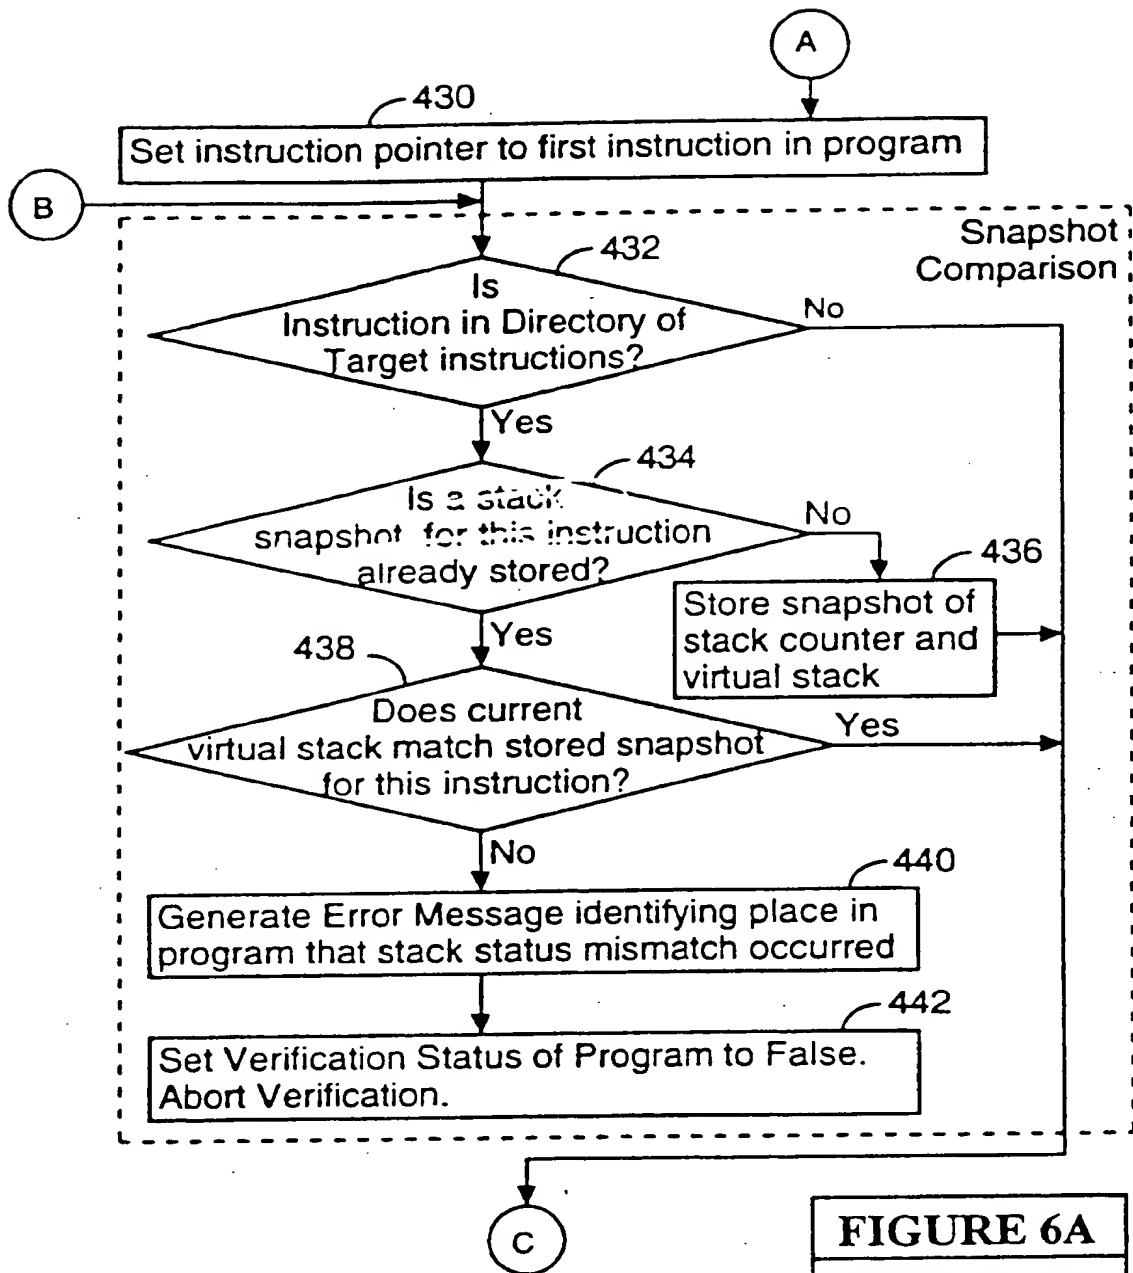 A
430
Set instruction pointer to first instruction in program
B
Snapshot
Comparison
432
Is
Instruction in Directory of
Target instructions?
No
Yes
434
Is a stack
snapshot for this instruction
already stored?
No
436
Store snapshot of
stack counter and
virtual stack
Yes
438
Does current
virtual stack match stored snapshot
for this instruction?
Yes
No
440
Generate Error Message identifying place in
program that stack status mismatch occurred
442
Set Verification Status of Program to False.
Abort Verification.
C
FIGURE 6A